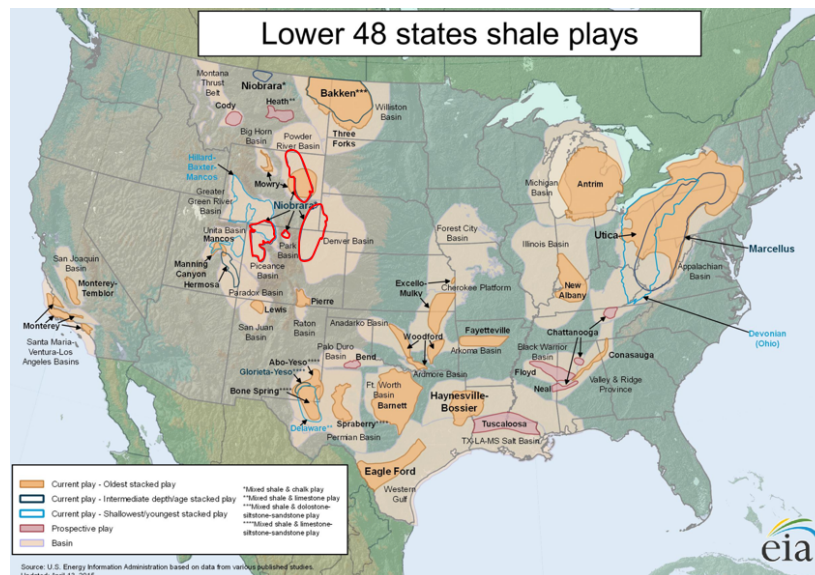 Lower 48 states shale plays
Montana
Thrust
Belt
Niobrara*
Cody
Heath**
Bakken***
Williston
Basin
Three
Forks
Big Horn
Basin
Powder
River Basin
Hillard-
Baxter-
Mancos
Mowry
Greater
Green River
Basin
Niobrara*
Unita Basin
Mancos
Manning
Canyon
Hermosa
Park
Basin
Piceance
Basin
Denver Basin
Paradox Basin
San Joaquin
Basin
Monterey-
Temblor
Monterey
Santa Maria-
Ventura-Los
Angeles Basins
Lewis
San Juan
Basin
Pierre
Raton
Basin
Forest City
Basin
Excello-
Mulky
Cherokee Platform
Michigan
Basin
Antrim
Illinois Basin
New
Albany
Utica
Marcellus
Appalachian
Basin
Devonian
(Ohio)
Anadarko Basin
Palo Duro
Basin
Bend
Woodford
Ardmore Basin
Fayetteville
Arkoma Basin
Black Warrior
Basin
Chattanooga
Conasauga
Floyd
Neal
Valley & Ridge
Province
Abo-Yeso****
Glorieta-Yeso****
Bone Spring****
Delaware**
Spraberry****
Permian Basin
Ft. Worth
Basin
Barnett
Haynesville-
Bossier
Tuscaloosa
TX-LA-MS Salt Basin
Eagle Ford
Western
Gulf
Current play - Oldest stacked play
Current play - Intermediate depth/age stacked play
Current play - Shallowest/youngest stacked play
Prospective play
Basin
*Mixed shale & chalk play
**Mixed shale & limestone play
***Mixed shale & dolostone-
siltstone-sandstone play
****Mixed shale & limestone-
siltstone-sandstone play
Source: U.S. Energy Information Administration based on data from various published studies.
eia